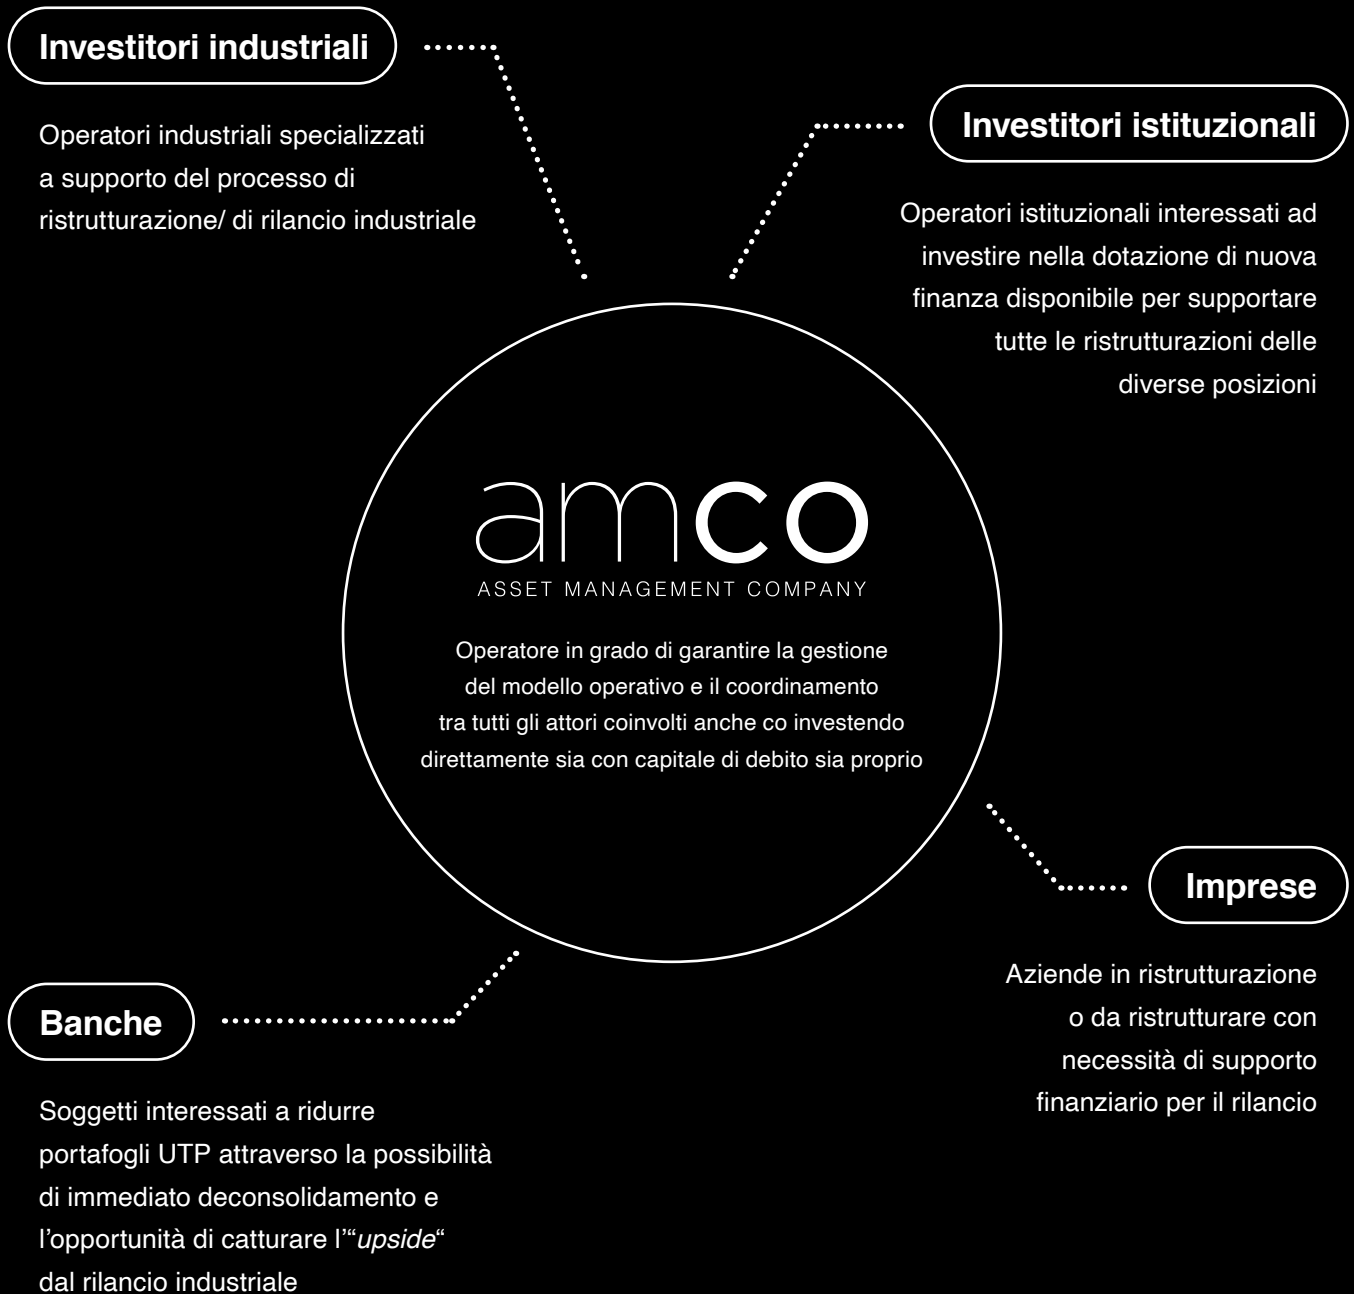 Investitori industriali
Operatori industriali specializzati
a supporto del processo di
ristrutturazione/ di rilancio industriale
Investitori istituzionali
Operatori istituzionali interessati ad
investire nella dotazione di nuova
finanza disponibile per supportare
tutte le ristrutturazioni delle
diverse posizioni
amco
ASSET MANAGEMENT COMPANY
Operatore in grado di garantire la gestione
del modello operativo e il coordinamento
tra tutti gli attori coinvolti anche co investendo
direttamente sia con capitale di debito sia proprio
Imprese
Aziende in ristrutturazione
o da ristrutturare con
necessità di supporto
finanziario per il rilancio
Banche
Soggetti interessati a ridurre
portafogli UTP attraverso la possibilità
di immediato deconsolidamento e
l’opportunità di catturare l’“upside“
dal rilancio industriale